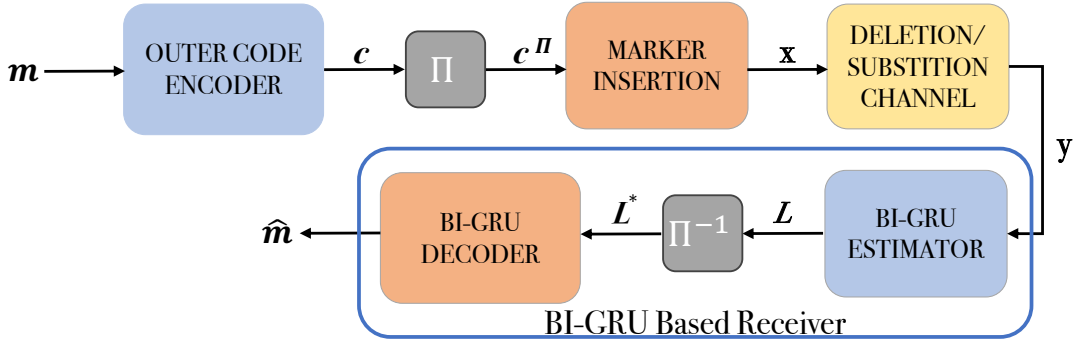 m
OUTER CODE
ENCODER
c
Π
c^Π
MARKER
INSERTION
x
DELETION/
SUBSTITION
CHANNEL
y
BI-GRU
ESTIMATOR
L
Π⁻¹
L*
BI-GRU
DECODER
m̂
BI-GRU Based Receiver